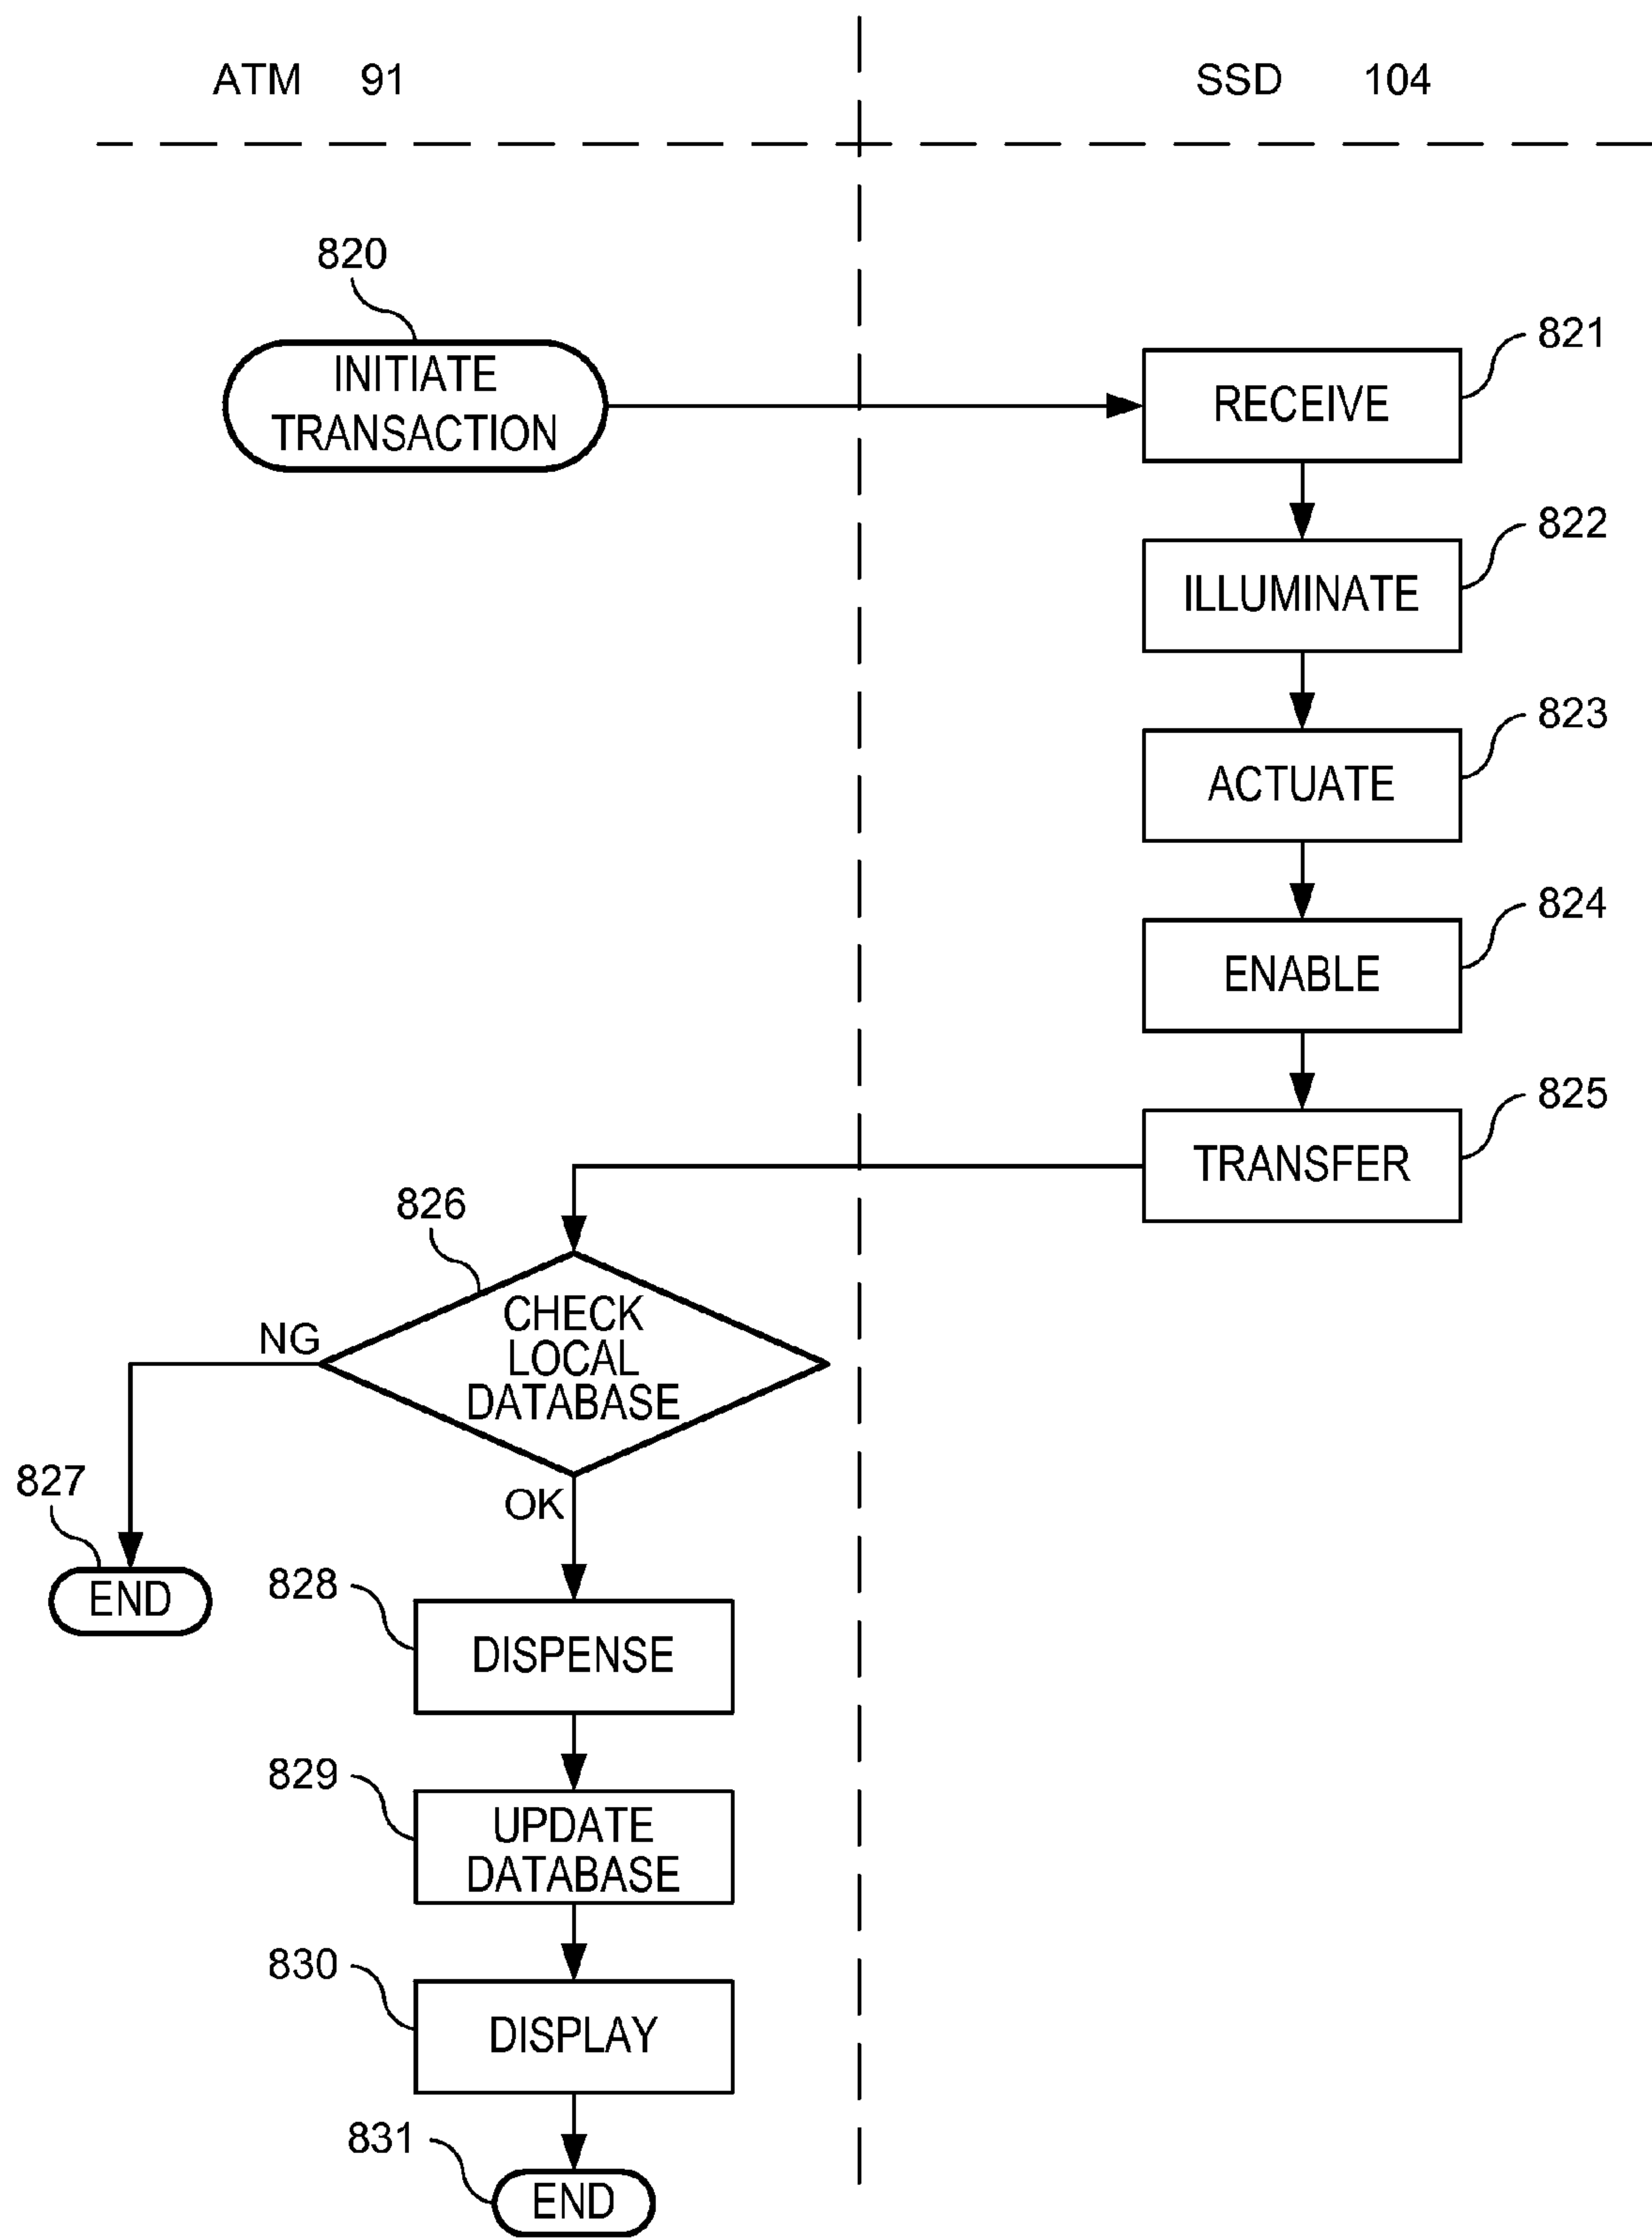 ATM 91
SSD 104
820
INITIATE
TRANSACTION
821
RECEIVE
822
ILLUMINATE
823
ACTUATE
824
ENABLE
825
TRANSFER
826
CHECK
LOCAL
DATABASE
NG
OK
827
END
828
DISPENSE
829
UPDATE
DATABASE
830
DISPLAY
831
END